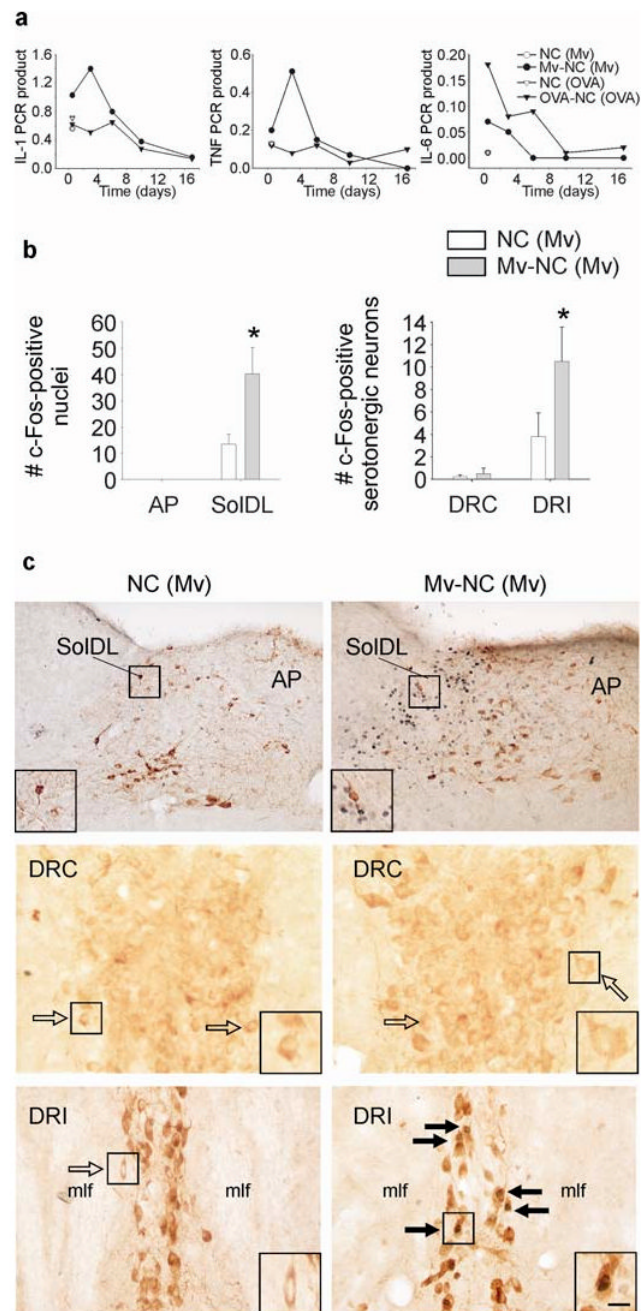 a
IL-1 PCR product
1.6
1.2
0.8
0.4
0.0
0 4 8 12 16
Time (days)
TNF PCR product
0.6
0.4
0.2
0.0
0 4 8 12 16
Time (days)
IL-6 PCR product
0.20
0.15
0.10
0.05
0.00
0 4 8 12 16
Time (days)
NC (Mv)
Mv-NC (Mv)
NC (OVA)
OVA-NC (OVA)
b
NC (Mv)
Mv-NC (Mv)
# c-Fos-positive
nuclei
60
50
40
30
20
10
0
*
AP SolDL
# c-Fos-positive
serotonergic neurons
14
12
10
8
6
4
2
0
*
DRC DRI
c
NC (Mv) Mv-NC (Mv)
SolDL AP
SolDL AP
DRC DRC
DRI DRI
mlf mlf
mlf mlf